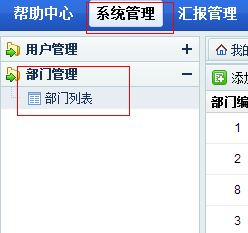 帮助中心 系统管理 汇报管理
用户管理
部门管理
部门列表
我的
添加
部门编
1
2
8
3